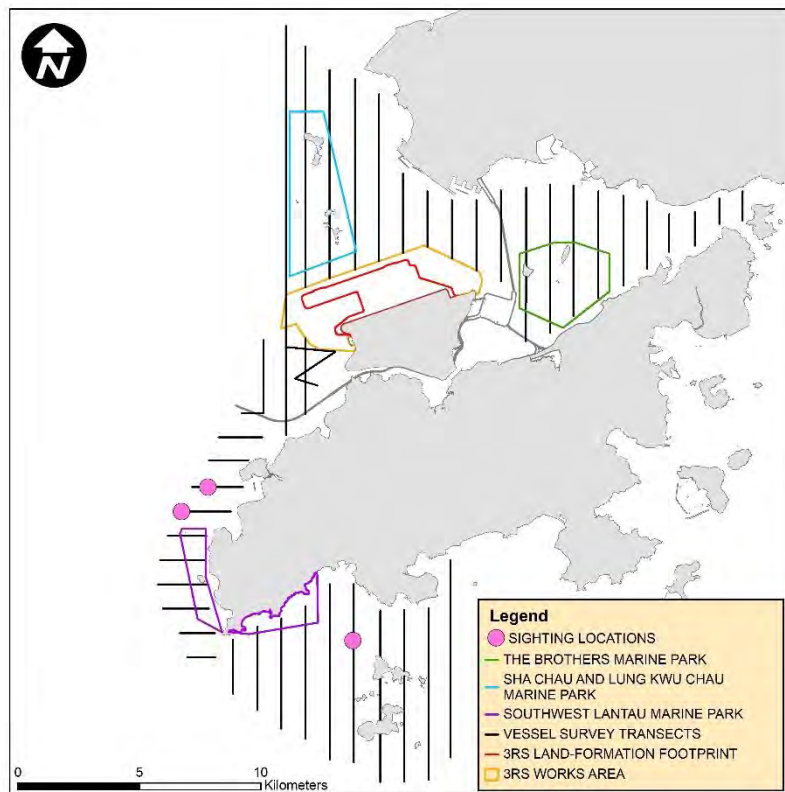 N
Legend
SIGHTING LOCATIONS
THE BROTHERS MARINE PARK
SHA CHAU AND LUNG KWU CHAU
MARINE PARK
SOUTHWEST LANTAU MARINE PARK
VESSEL SURVEY TRANSECTS
3RS LAND-FORMATION FOOTPRINT
3RS WORKS AREA
0 5 10
Kilometers